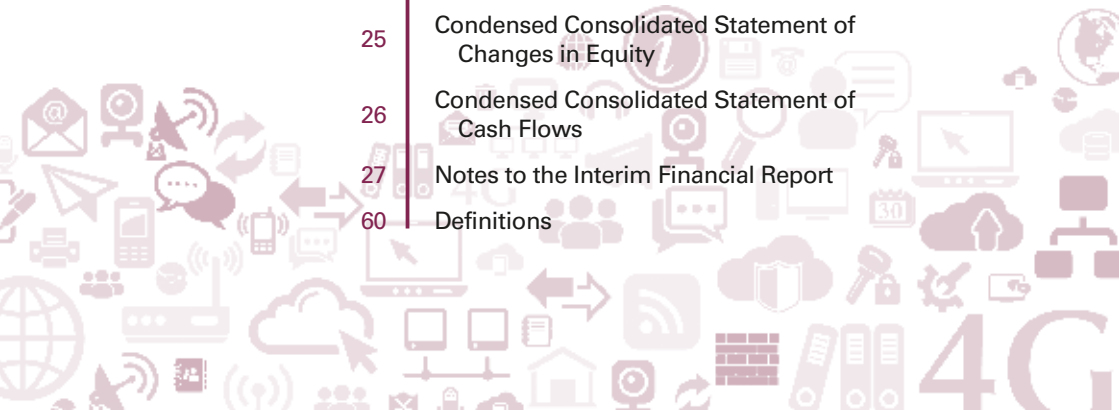 25 Condensed Consolidated Statement of
Changes in Equity
26 Condensed Consolidated Statement of
Cash Flows
27 Notes to the Interim Financial Report
60 Definitions
@
i
4G
30
4G